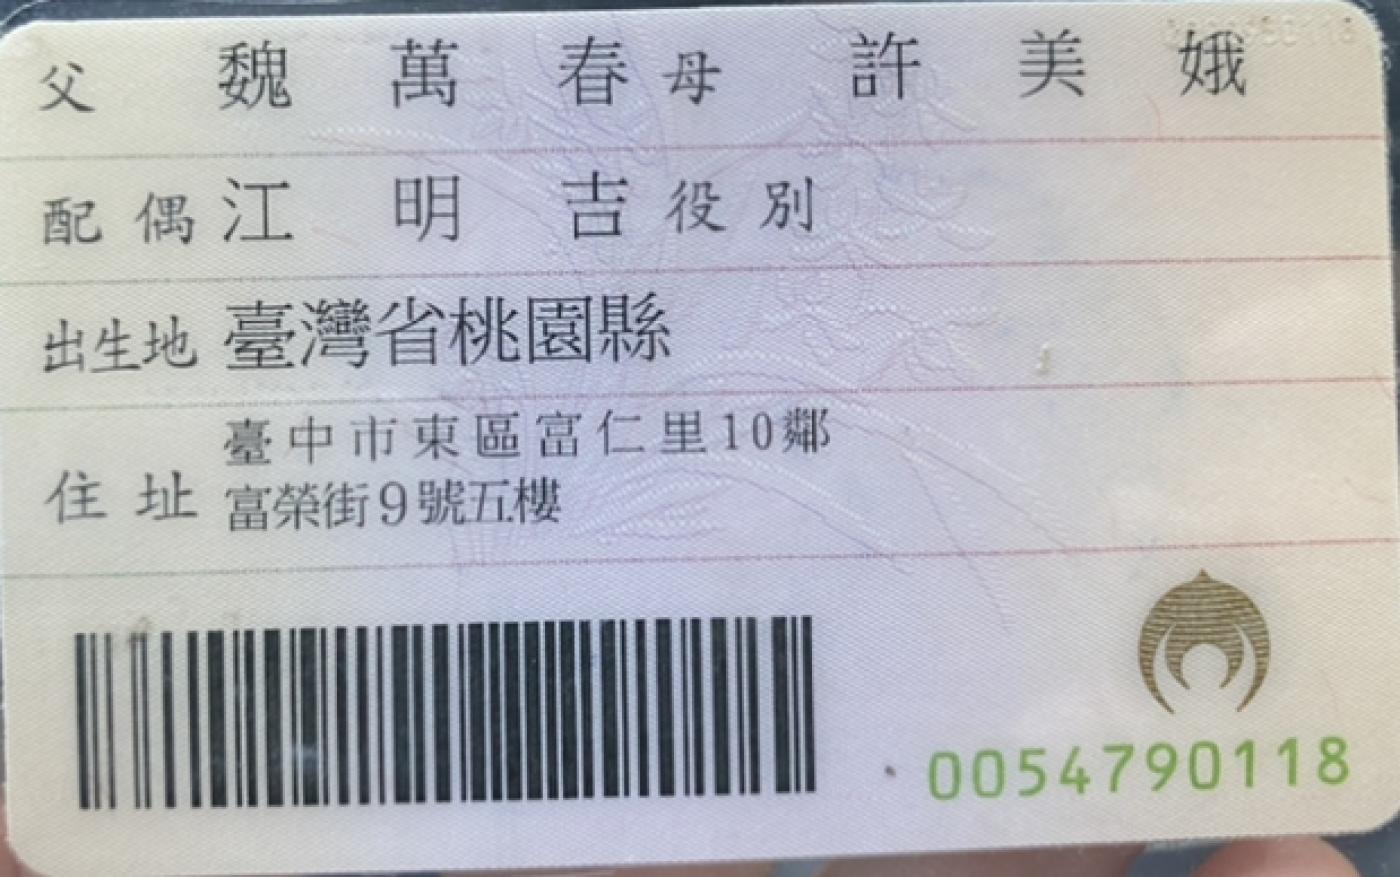 父 魏萬春 母 許美娥
配偶 江明吉 役別
出生地 臺灣省桃園縣
住址 臺中市東區富仁里10鄰
富榮街9號五樓
0054790118